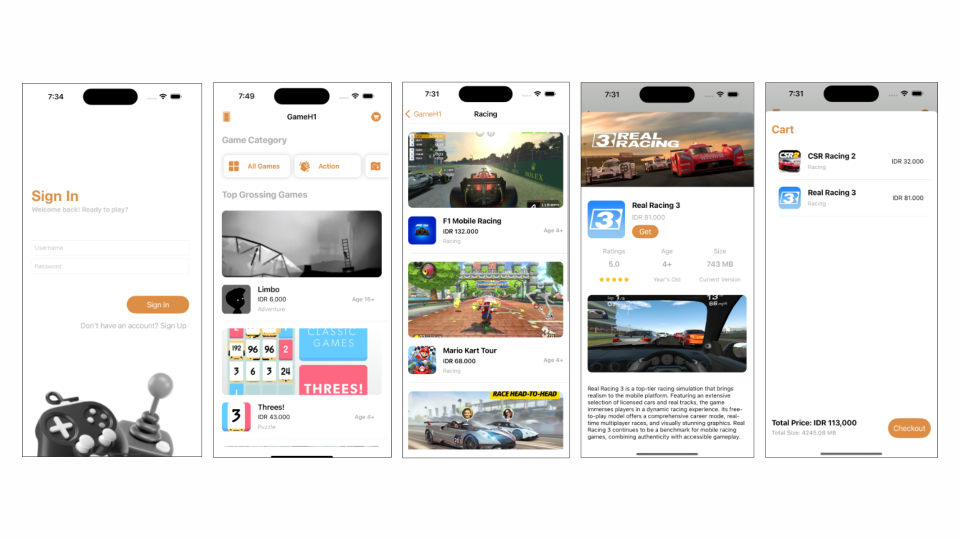 7:34
Sign In
Welcome back! Ready to play?
Username
Password
Sign In
Don't have an account? Sign Up
7:49
GameH1
Game Category
All Games
Action
Top Grossing Games
Limbo
IDR 6.000
Age 16+
Adventure
CLASSIC
GAMES
192 96 96 2
3 6 3 24
THREES!
3
Threes!
IDR 43.000
Age 4+
Puzzle
7:31
GameH1
Racing
ROLEX
F1 Mobile Racing
IDR 132.000
Age 4+
Racing
Mario Kart Tour
IDR 68.000
Age 4+
Racing
RACE HEAD-TO-HEAD
7:31
3 REAL
RACING
3
Real Racing 3
IDR 81.000
Get
Ratings
Age
Size
5.0
4+
743 MB
Year's Old
Current Version
Real Racing 3 is a top-tier racing simulation that brings
realism to the mobile platform. Featuring an extensive
selection of licensed cars and real tracks, the game
immerses players in a dynamic racing experience. Its free-
to-play model offers a comprehensive career mode, real-
time multiplayer races, and visually stunning graphics. Real
Racing 3 continues to be a benchmark for mobile racing
games, combining authenticity with accessible gameplay.
7:31
Cart
CSR2
CSR Racing 2
Racing
IDR 32.000
3
Real Racing 3
Racing
IDR 81.000
Total Price: IDR 113,000
Total Size: 4245.08 MB
Checkout